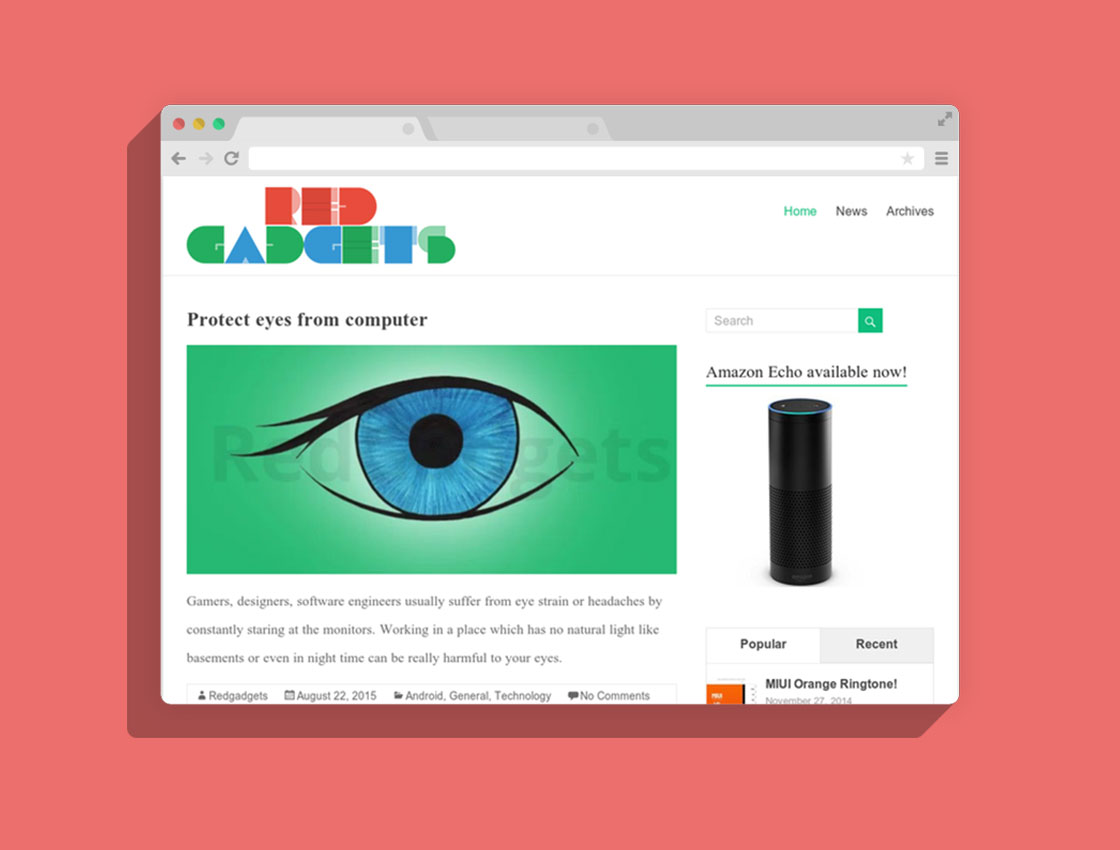 RED
GADGETS
Home News Archives
Protect eyes from computer
Search
Amazon Echo available now!
RedGadgets
Gamers, designers, software engineers usually suffer from eye strain or headaches by
constantly staring at the monitors. Working in a place which has no natural light like
basements or even in night time can be really harmful to your eyes.
Redgadgets August 22, 2015 Android, General, Technology No Comments
Popular Recent
MIUI Orange Ringtone!
November 27, 2014